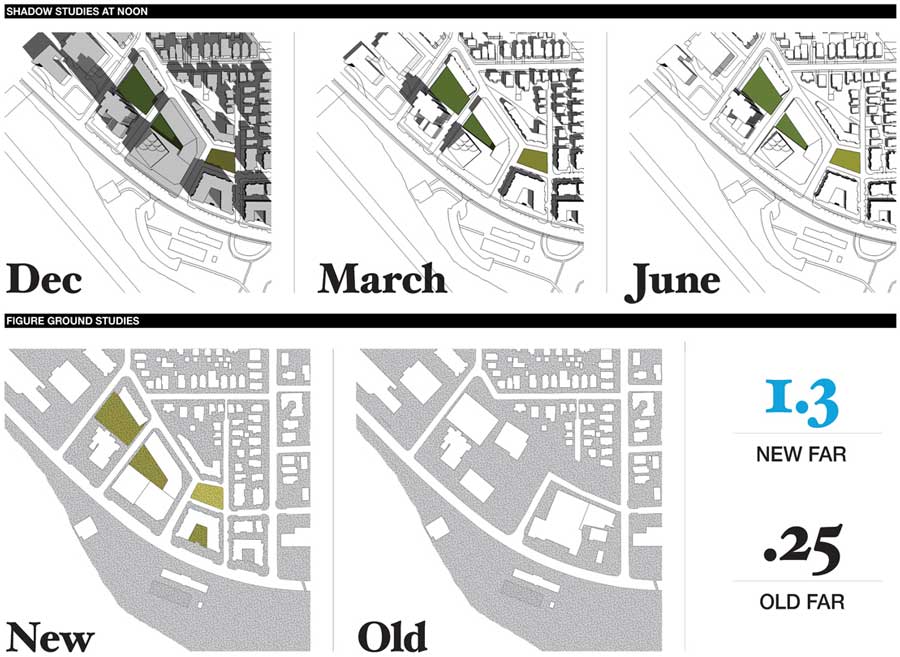 SHADOW STUDIES AT NOON
Dec
March
June
FIGURE GROUND STUDIES
New
Old
1.3
NEW FAR
.25
OLD FAR